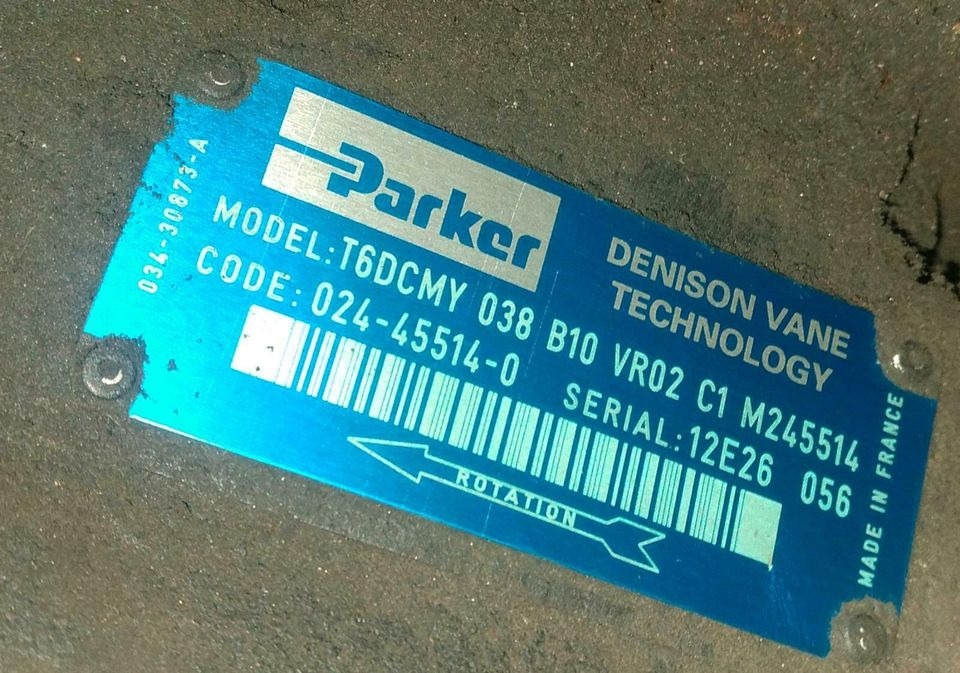 Parker
DENISON VANE
TECHNOLOGY
034-30873-A
MODEL: T6DCMY 038 B10 VR02 C1 M245514
CODE: 024-45514-0
SERIAL: 12E26 056
ROTATION
MADE IN FRANCE